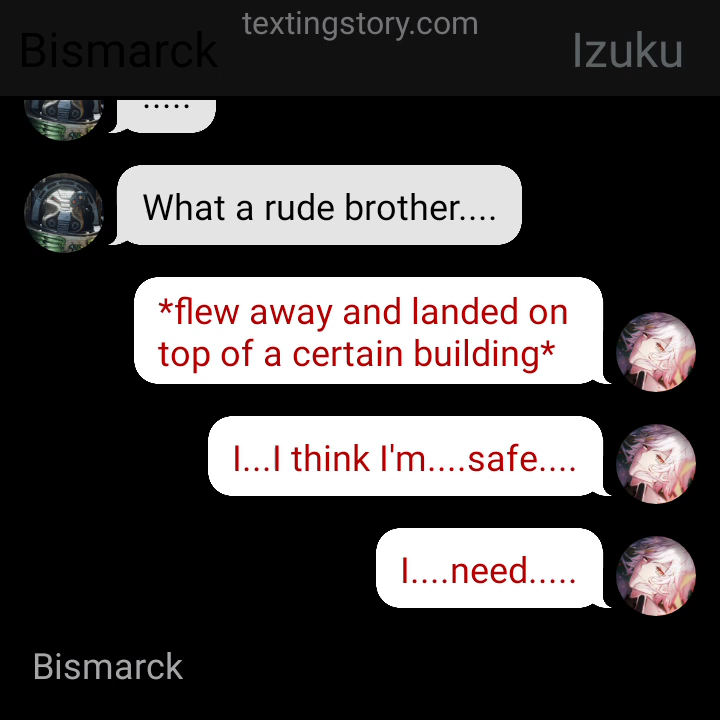 textingstory.com
Bismarck
Izuku
.....
What a rude brother....
*flew away and landed on
top of a certain building*
I...I think I'm....safe....
I....need.....
Bismarck